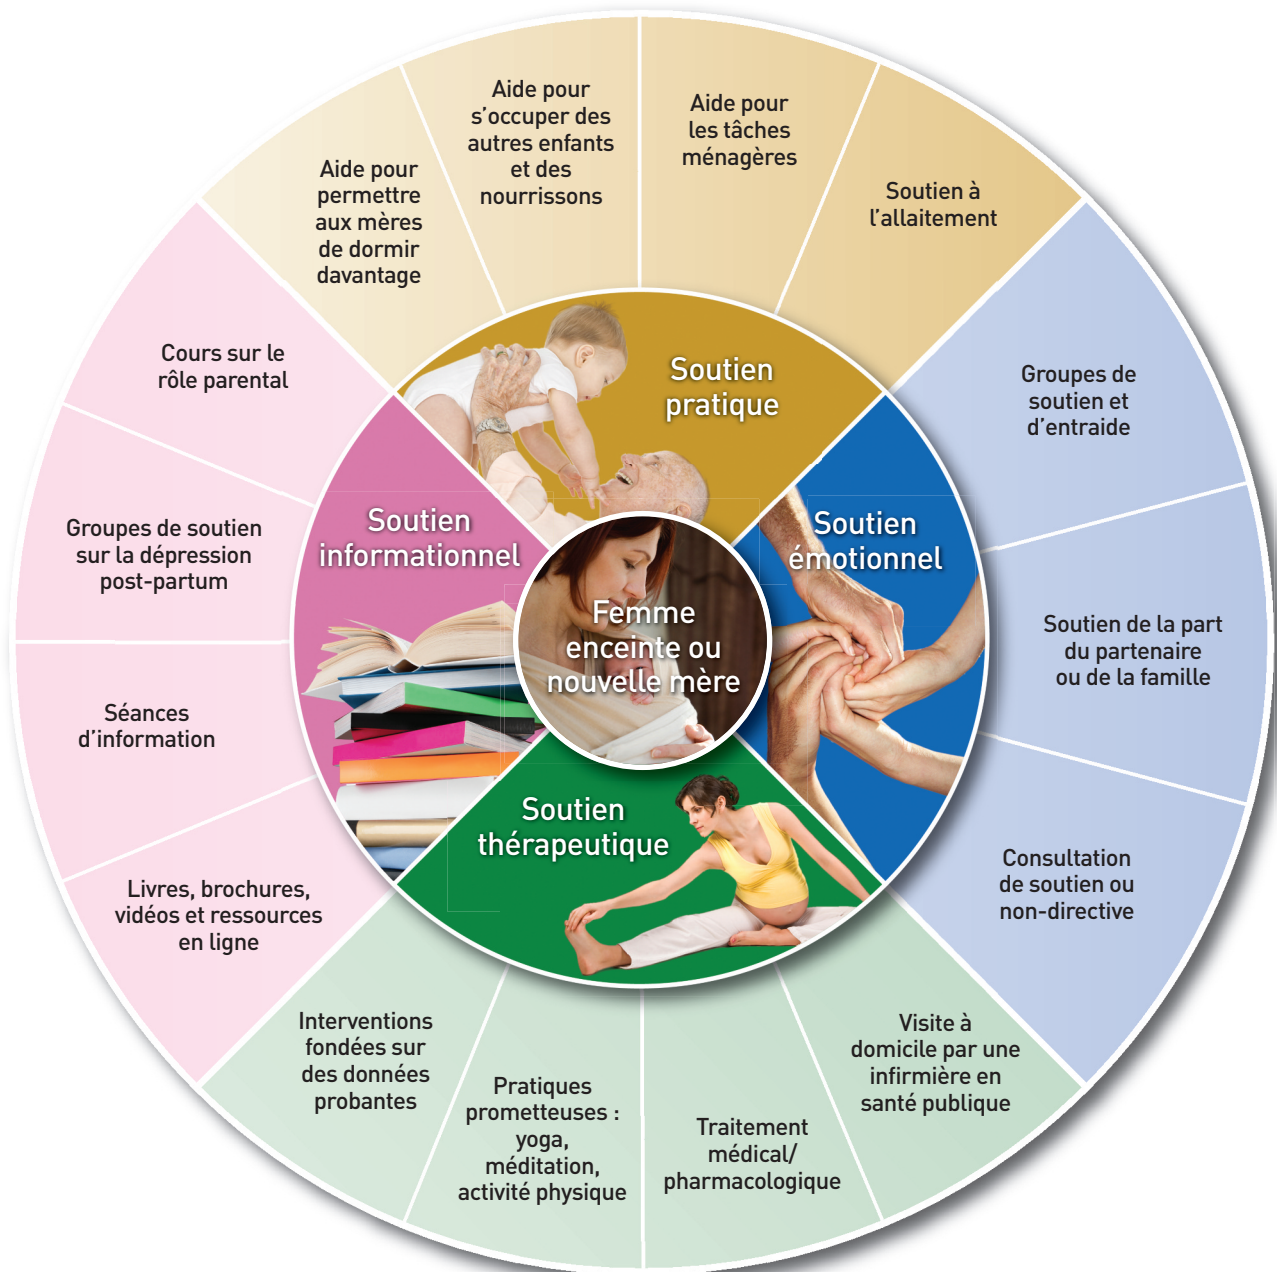 Aide pour
s’occuper des
autres enfants
et des
nourrissons
Aide pour
les tâches
ménagères
Aide pour
permettre
aux mères
de dormir
davantage
Soutien à
l’allaitement
Cours sur le
rôle parental
Soutien
pratique
Groupes de
soutien et
d’entraide
Groupes de soutien
sur la dépression
post-partum
Soutien
informationnel
Soutien
émotionnel
Femme
enceinte ou
nouvelle mère
Soutien de la part
du partenaire
ou de la famille
Séances
d’information
Soutien
thérapeutique
Livres, brochures,
vidéos et ressources
en ligne
Consultation
de soutien ou
non-directive
Interventions
fondées sur
des données
probantes
Pratiques
prometteuses :
yoga,
méditation,
activité physique
Traitement
médical/
pharmacologique
Visite à
domicile par une
infirmière en
santé publique